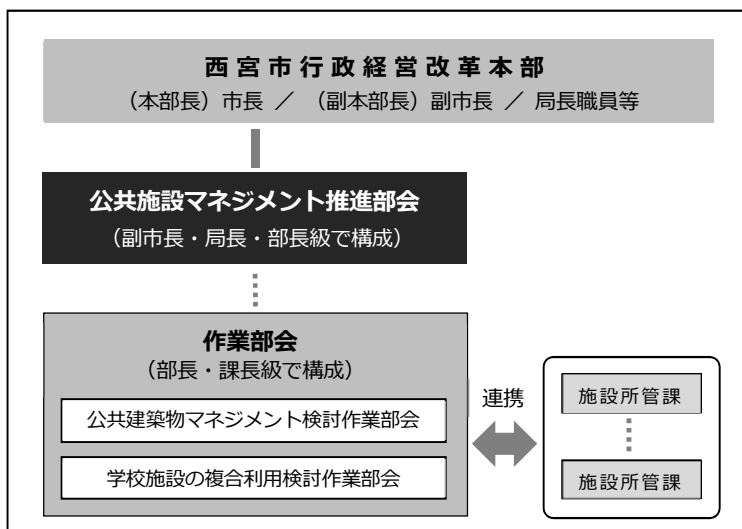 西宮市行政経営改革本部
（本部長）市長 ／ （副本部長）副市長 ／ 局長職員等
公共施設マネジメント推進部会
（副市長・局長・部長級で構成）
作業部会
（部長・課長級で構成）
公共建築物マネジメント検討作業部会
学校施設の複合利用検討作業部会
連携
施設所管課
施設所管課